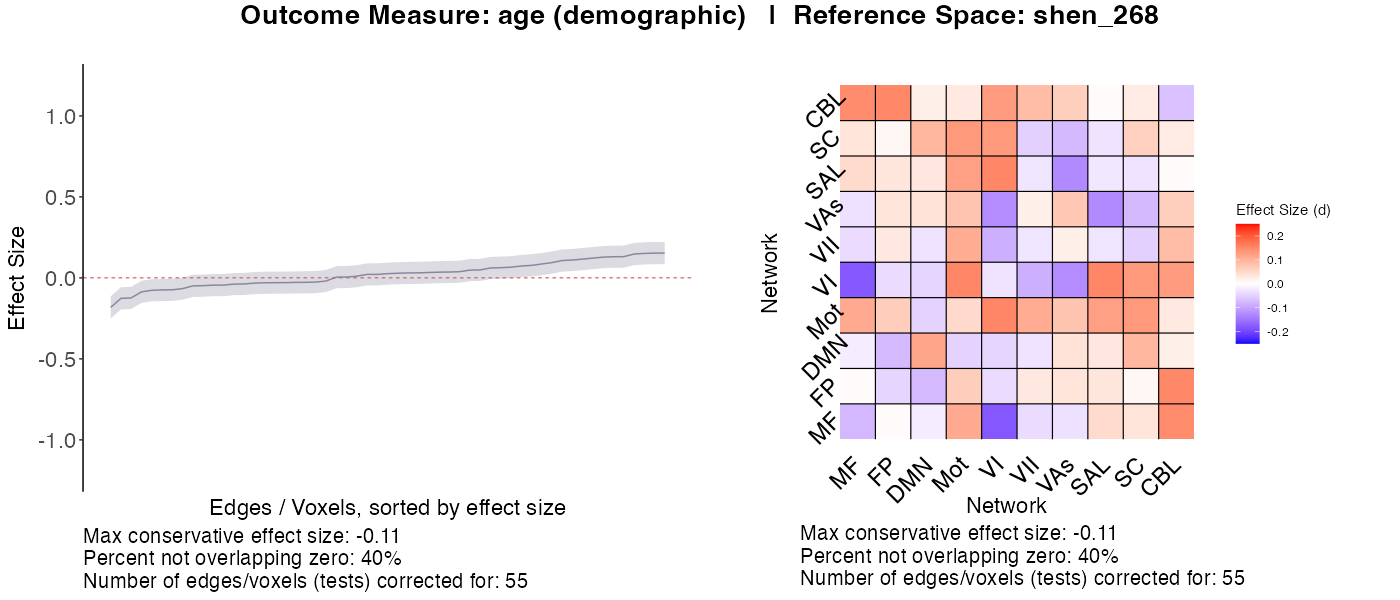 Outcome Measure: age (demographic) | Reference Space: shen_268
Effect Size
1.0
0.5
0.0
-0.5
-1.0
Edges / Voxels, sorted by effect size
Max conservative effect size: -0.11
Percent not overlapping zero: 40%
Number of edges/voxels (tests) corrected for: 55
Network
CBL
SC
SAL
VAs
VII
VI
Mot
DMN
FP
MF
MF
FP
DMN
Mot
VI
VII
VAs
SAL
SC
CBL
Network
Effect Size (d)
0.2
0.1
0.0
-0.1
-0.2
Max conservative effect size: -0.11
Percent not overlapping zero: 40%
Number of edges/voxels (tests) corrected for: 55